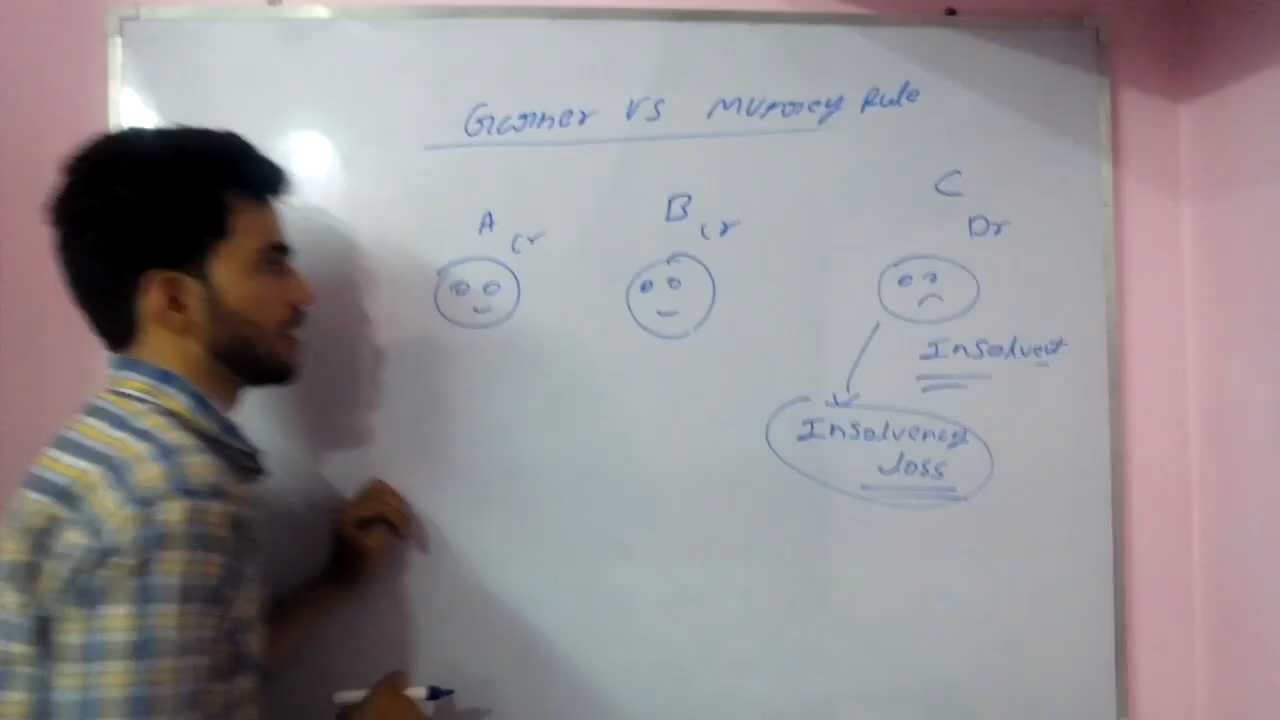 Garner VS Murray Rule
A Cr
B Cr
C Dr
Insolvent
Insolvency
loss